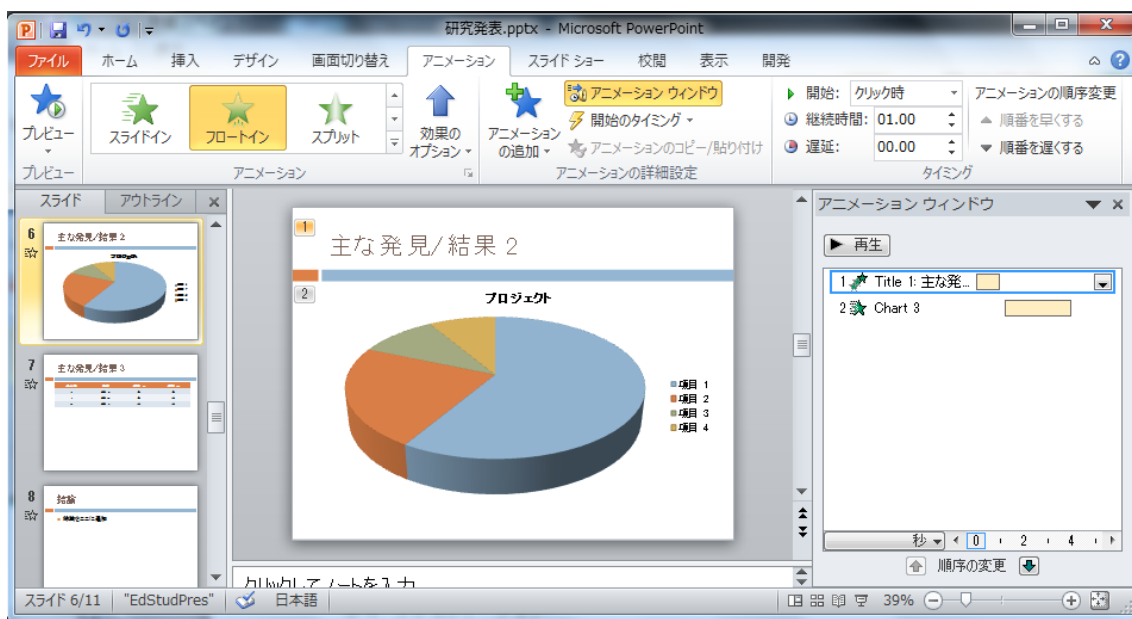 研究発表.pptx - Microsoft PowerPoint
ファイル ホーム 挿入 デザイン 画面切り替え アニメーション スライド ショー 校閲 表示 開発
プレビュー
スライドイン フロートイン スプリット
効果の
オプション
アニメーション
の追加
アニメーション ウィンドウ
開始のタイミング
アニメーションのコピー/貼り付け
開始: クリック時
継続時間: 01.00
遅延: 00.00
アニメーションの順序変更
順番を早くする
順番を遅くする
プレビュー アニメーション アニメーションの詳細設定 タイミング
スライド アウトライン
6
主な発見/結果 2
プロジェクト
7
主な発見/結果 3
8
結論
1
主な発見/結果 2
2
プロジェクト
項目 1
項目 2
項目 3
項目 4
クリックしてノートを入力
アニメーション ウィンドウ
再生
1 Title 1: 主な発...
2 Chart 3
秒 0 2 4
順序の変更
スライド 6/11 "EdStudPres" 日本語 39%